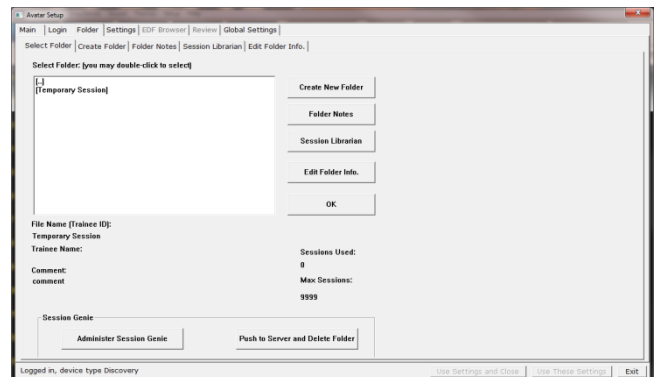 Avatar Setup
Main Login Folder Settings EDF Browser Review Global Settings
Select Folder Create Folder Folder Notes Session Librarian Edit Folder Info.
Select Folder: [you may double-click to select]
[..]
[Temporary Session]
Create New Folder
Folder Notes
Session Librarian
Edit Folder Info.
OK
File Name [Trainee ID]:
Temporary Session
Trainee Name:
Sessions Used:
0
Comment:
comment
Max Sessions:
9999
Session Genie
Administer Session Genie Push to Server and Delete Folder
Logged in, device type Discovery Use Settings and Close Use These Settings Exit